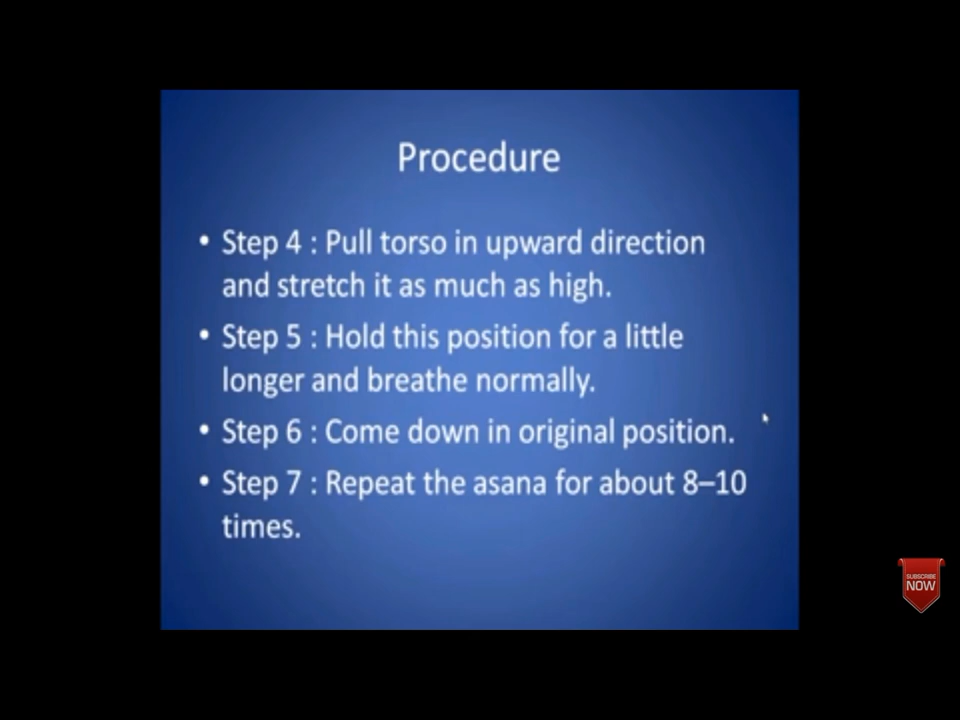 Procedure
• Step 4 : Pull torso in upward direction
and stretch it as much as high.
• Step 5 : Hold this position for a little
longer and breathe normally.
• Step 6 : Come down in original position.
• Step 7 : Repeat the asana for about 8–10
times.
SUBSCRIBE
NOW